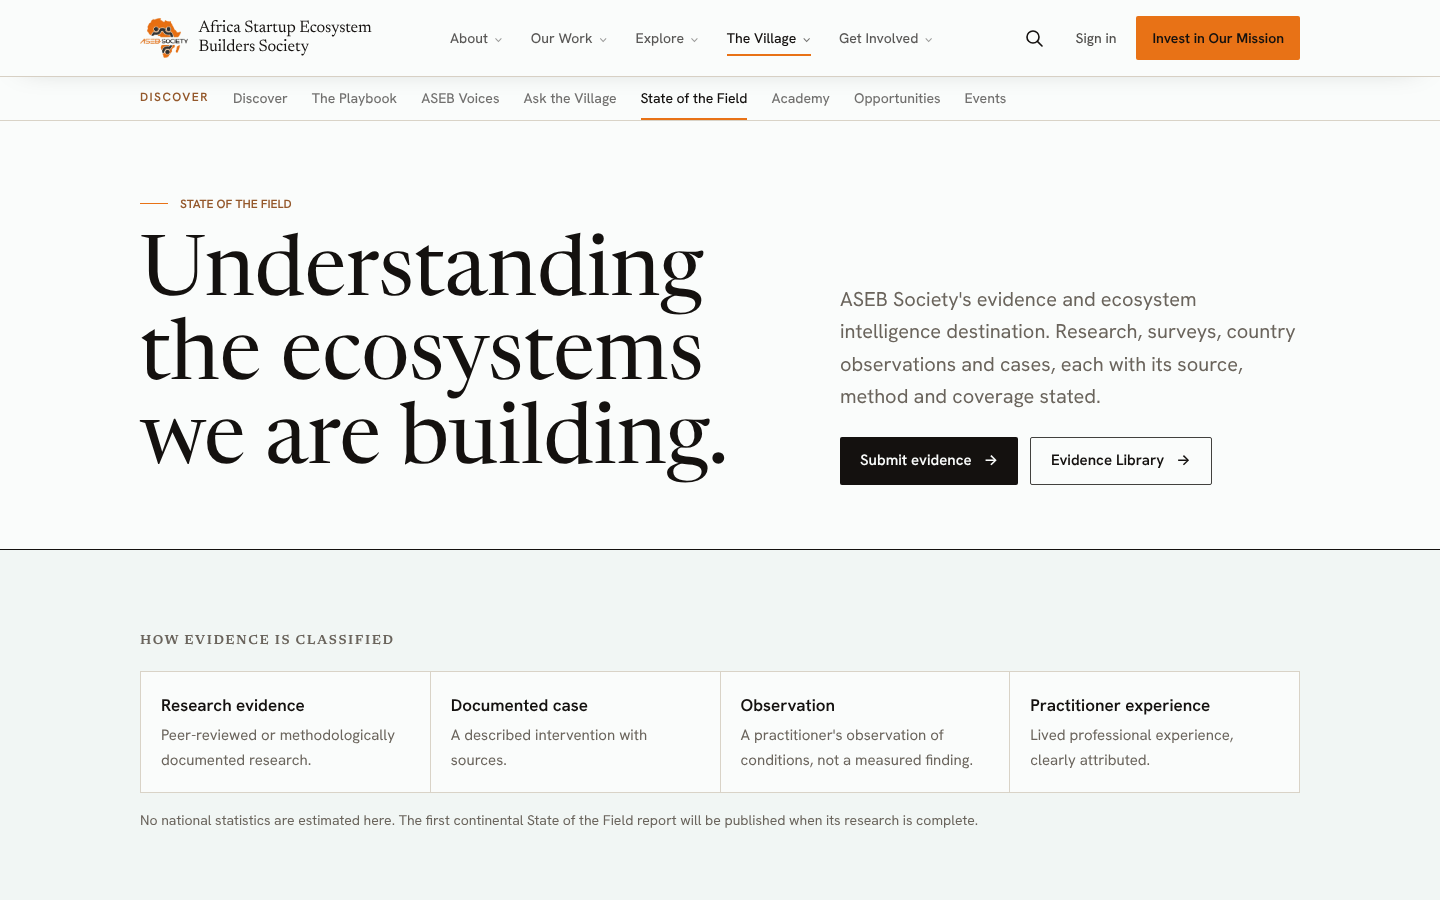 ASEB SOCIETY
Africa Startup Ecosystem
Builders Society
About
Our Work
Explore
The Village
Get Involved
Sign in
Invest in Our Mission
DISCOVER
Discover
The Playbook
ASEB Voices
Ask the Village
State of the Field
Academy
Opportunities
Events
STATE OF THE FIELD
Understanding
the ecosystems
we are building.
ASEB Society's evidence and ecosystem
intelligence destination. Research, surveys, country
observations and cases, each with its source,
method and coverage stated.
Submit evidence →
Evidence Library →
HOW EVIDENCE IS CLASSIFIED
Research evidence
Peer-reviewed or methodologically
documented research.
Documented case
A described intervention with
sources.
Observation
A practitioner's observation of
conditions, not a measured finding.
Practitioner experience
Lived professional experience,
clearly attributed.
No national statistics are estimated here. The first continental State of the Field report will be published when its research is complete.